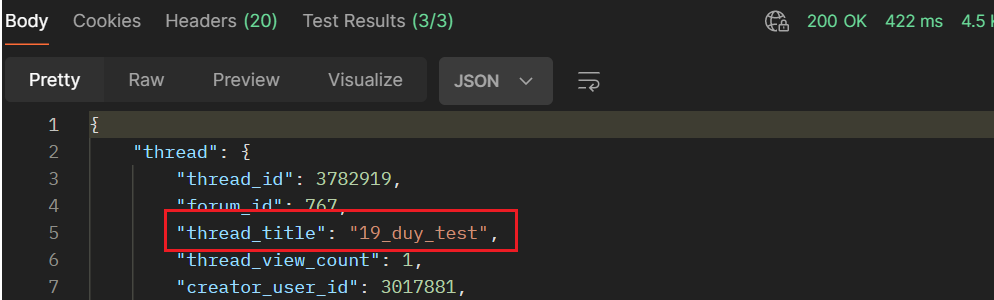 Body Cookies Headers (20) Test Results (3/3) 200 OK 422 ms 4.5
Pretty Raw Preview Visualize JSON
1 {
2 "thread": {
3 "thread_id": 3782919,
4 "forum_id": 767,
5 "thread_title": "19_duy_test",
6 "thread_view_count": 1,
7 "creator_user_id": 3017881,